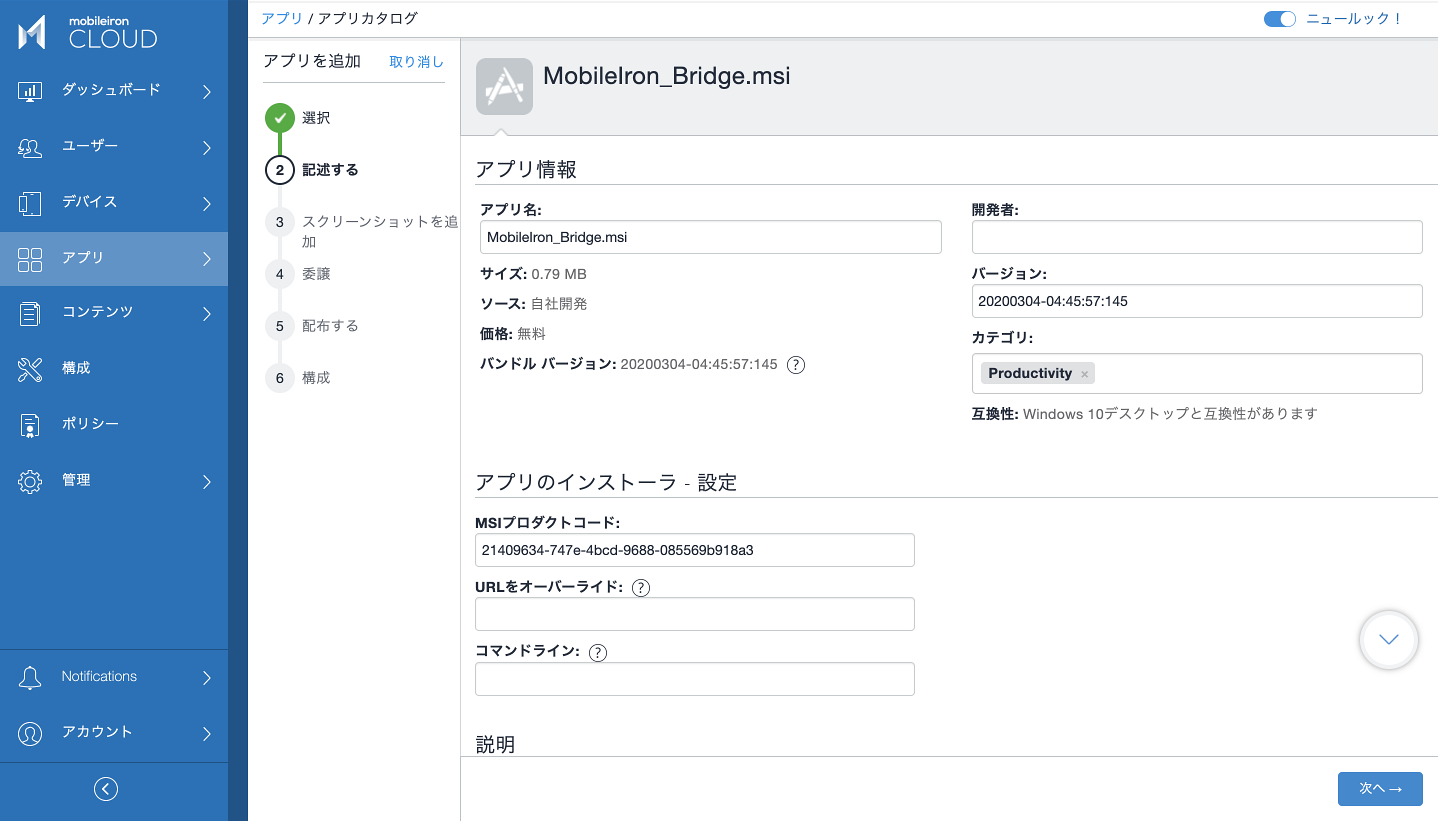 mobileiron
CLOUD
ダッシュボード
ユーザー
デバイス
アプリ
コンテンツ
構成
ポリシー
管理
Notifications
アカウント
アプリ / アプリカタログ
ニュールック！
アプリを追加 取り消し
選択
2 記述する
3 スクリーンショットを追
加
4 委譲
5 配布する
6 構成
MobileIron_Bridge.msi
アプリ情報
アプリ名:
MobileIron_Bridge.msi
サイズ: 0.79 MB
ソース: 自社開発
価格: 無料
バンドル バージョン: 20200304-04:45:57:145 ?
開発者:
バージョン:
20200304-04:45:57:145
カテゴリ:
Productivity ×
互換性: Windows 10デスクトップと互換性があります
アプリのインストーラ - 設定
MSIプロダクトコード:
21409634-747e-4bcd-9688-085569b918a3
URLをオーバーライド: ?
コマンドライン: ?
説明
次へ →